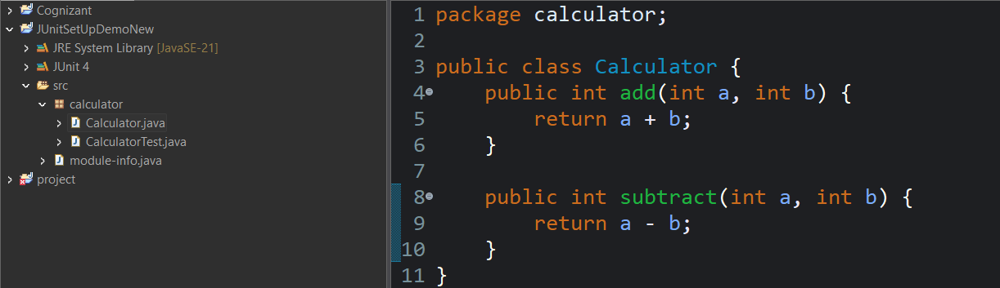 Cognizant
JUnitSetUpDemoNew
JRE System Library [JavaSE-21]
JUnit 4
src
calculator
Calculator.java
CalculatorTest.java
module-info.java
project
1 package calculator;
2
3 public class Calculator {
4 public int add(int a, int b) {
5 return a + b;
6 }
7
8 public int subtract(int a, int b) {
9 return a - b;
10 }
11 }